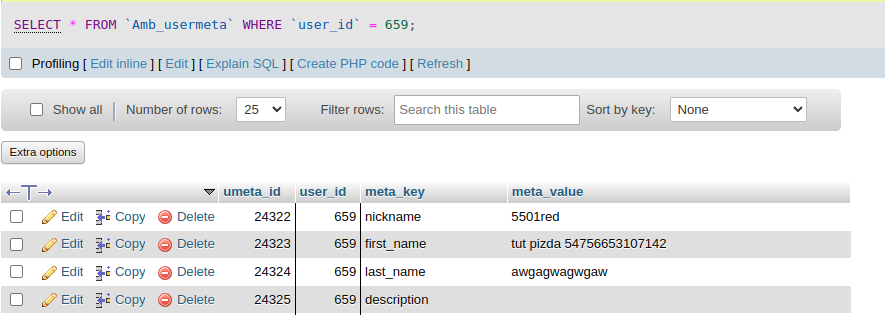 SELECT * FROM `Amb_usermeta` WHERE `user_id` = 659;
Profiling [ Edit inline ] [ Edit ] [ Explain SQL ] [ Create PHP code ] [ Refresh ]
Show all Number of rows: 25 Filter rows: Search this table Sort by key: None
Extra options
umeta_id user_id meta_key meta_value
Edit Copy Delete 24322 659 nickname 5501red
Edit Copy Delete 24323 659 first_name tut pizda 54756653107142
Edit Copy Delete 24324 659 last_name awgagwagwgaw
Edit Copy Delete 24325 659 description